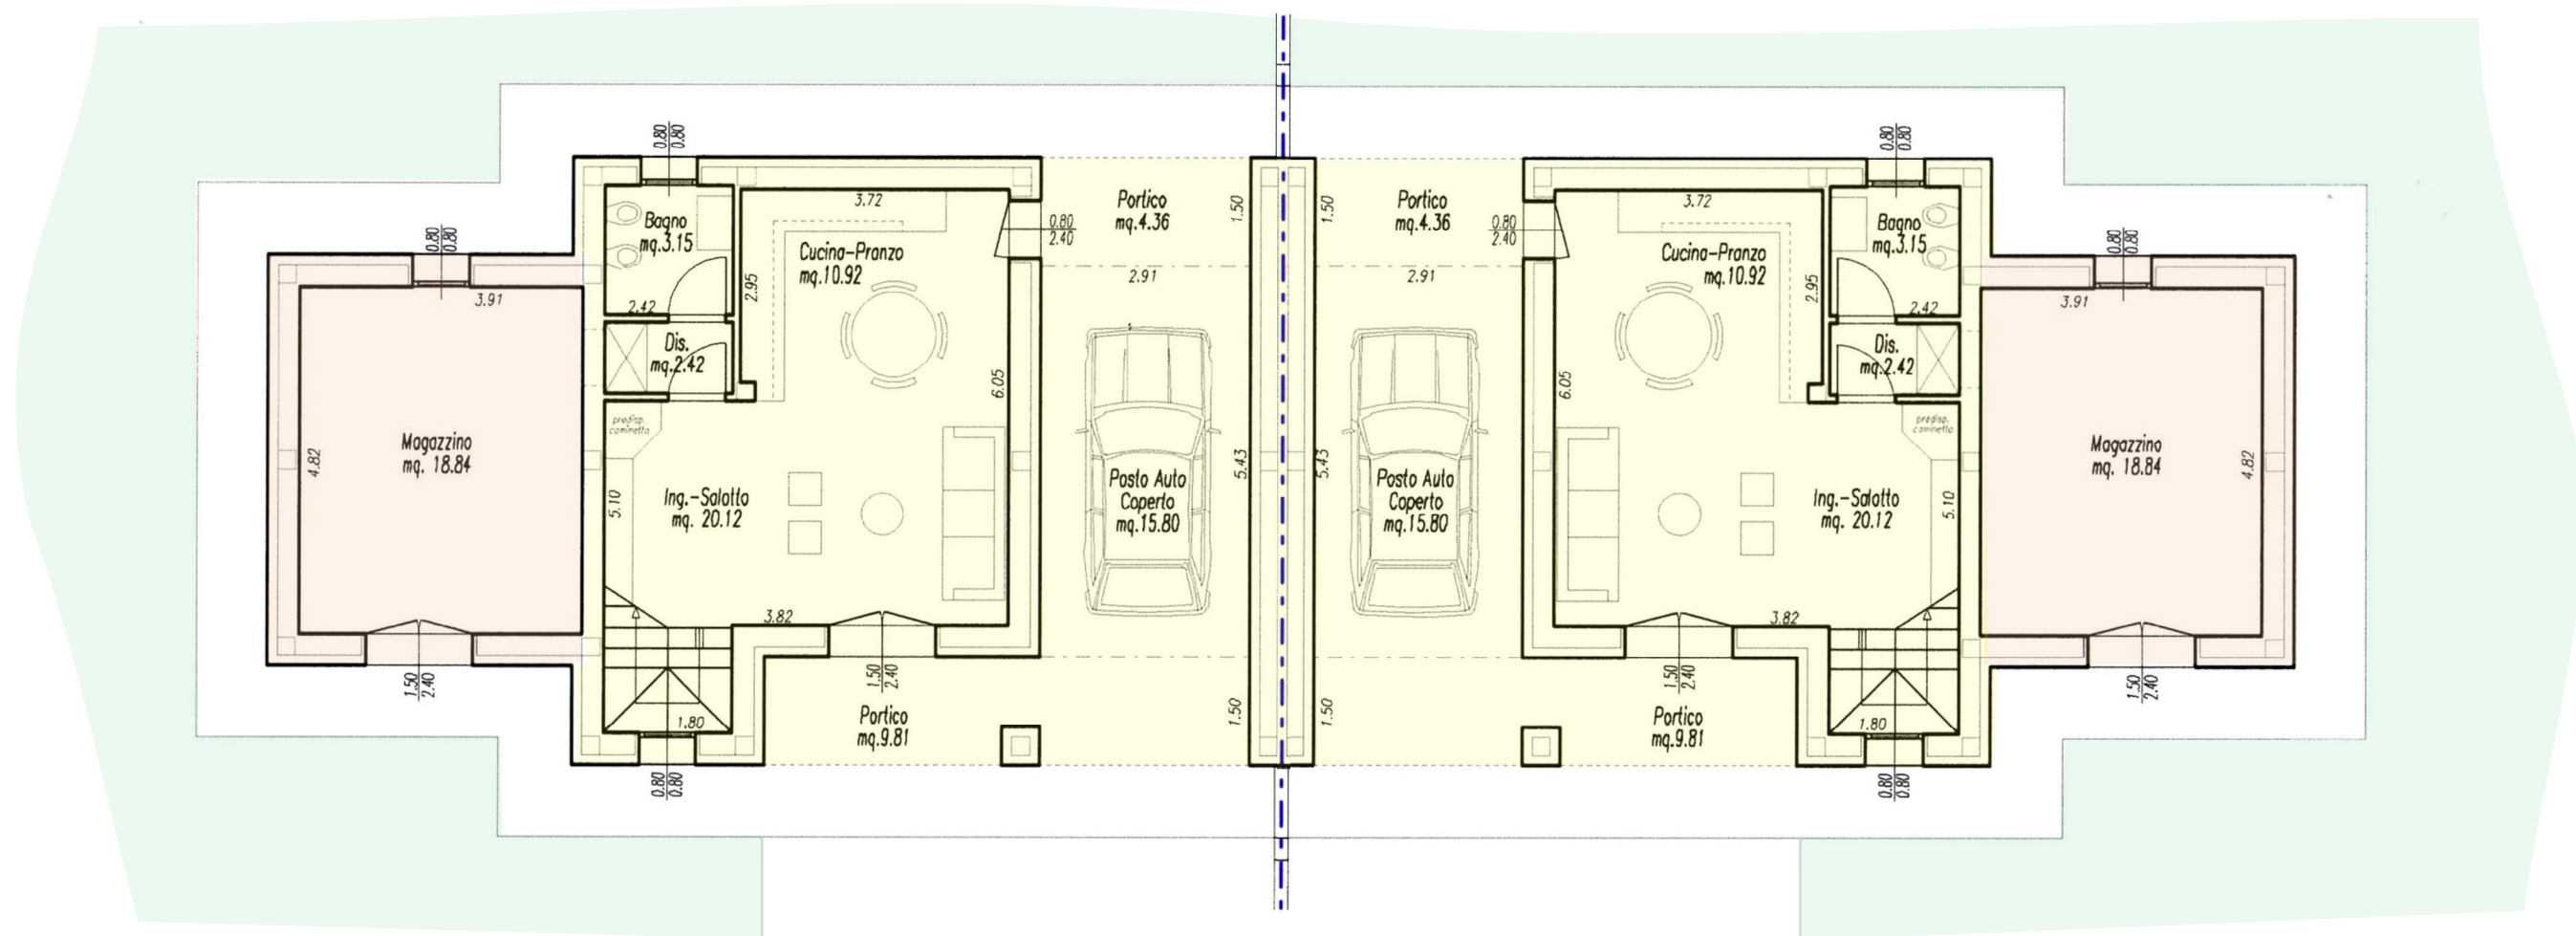 0.80
0.80
0.80
0.80
3.91
4.82
Magazzino
mq. 18.84
1.50
2.40
Bagno
mq.3.15
2.42
Dis.
mq.2.42
predisp.
caminetto
3.72
Cucina-Pranzo
mq.10.92
2.95
6.05
0.80
2.40
5.10
Ing.-Salotto
mq. 20.12
3.82
1.50
2.40
1.80
0.80
0.80
Portico
mq.9.81
Portico
mq.4.36
1.50
2.91
5.43
Posto Auto
Coperto
mq.15.80
1.50
1.50
Portico
mq.4.36
2.91
5.43
Posto Auto
Coperto
mq.15.80
1.50
0.80
2.40
3.72
Cucina-Pranzo
mq.10.92
2.95
6.05
0.80
0.80
Bagno
mq.3.15
2.42
Dis.
mq.2.42
predisp.
caminetto
Ing.-Salotto
mq. 20.12
5.10
3.82
1.50
2.40
Portico
mq.9.81
1.80
0.80
0.80
0.80
0.80
3.91
Magazzino
mq. 18.84
4.82
1.50
2.40